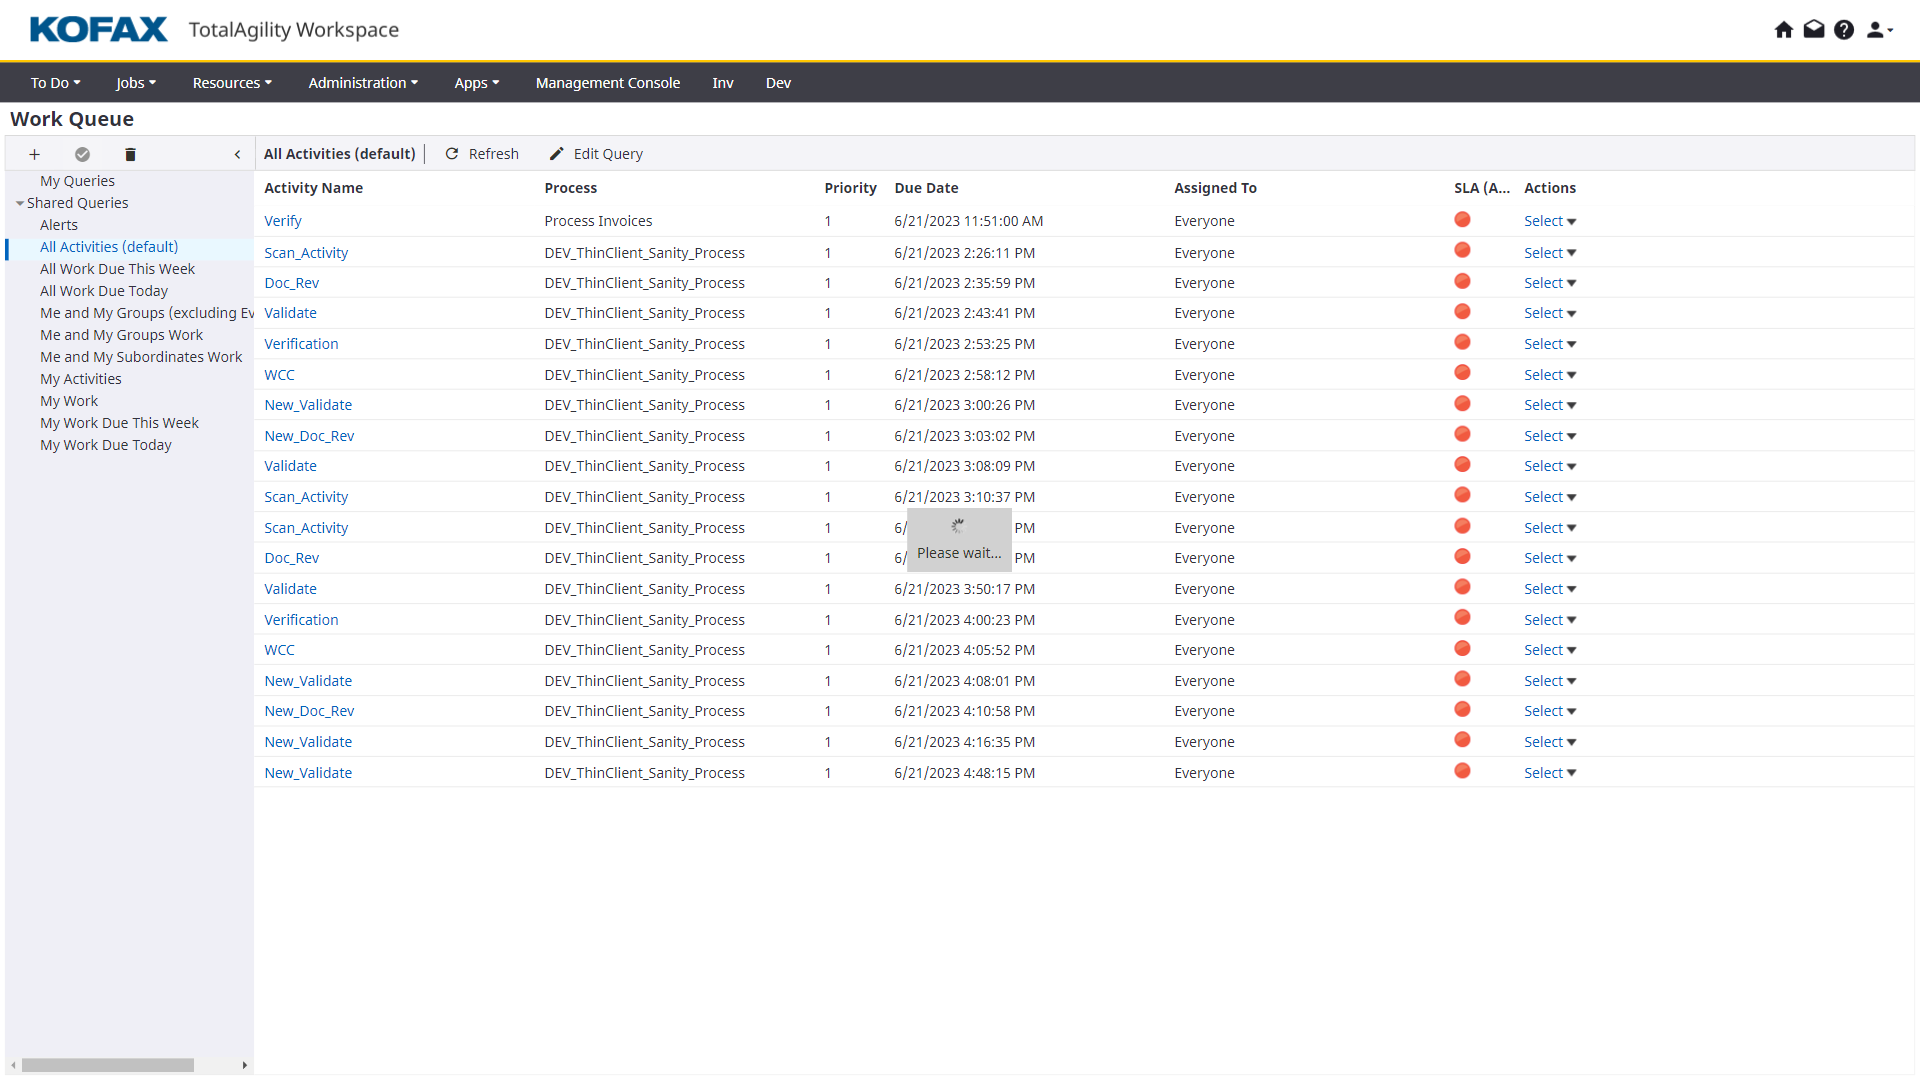 KOFAX TotalAgility Workspace
To Do Jobs Resources Administration Apps Management Console Inv Dev
Work Queue
All Activities (default) Refresh Edit Query
My Queries
Shared Queries
Alerts
All Activities (default)
All Work Due This Week
All Work Due Today
Me and My Groups (excluding Ev
Me and My Groups Work
Me and My Subordinates Work
My Activities
My Work
My Work Due This Week
My Work Due Today
Activity Name Process Priority Due Date Assigned To SLA (A... Actions
Verify Process Invoices 1 6/21/2023 11:51:00 AM Everyone Select
Scan_Activity DEV_ThinClient_Sanity_Process 1 6/21/2023 2:26:11 PM Everyone Select
Doc_Rev DEV_ThinClient_Sanity_Process 1 6/21/2023 2:35:59 PM Everyone Select
Validate DEV_ThinClient_Sanity_Process 1 6/21/2023 2:43:41 PM Everyone Select
Verification DEV_ThinClient_Sanity_Process 1 6/21/2023 2:53:25 PM Everyone Select
WCC DEV_ThinClient_Sanity_Process 1 6/21/2023 2:58:12 PM Everyone Select
New_Validate DEV_ThinClient_Sanity_Process 1 6/21/2023 3:00:26 PM Everyone Select
New_Doc_Rev DEV_ThinClient_Sanity_Process 1 6/21/2023 3:03:02 PM Everyone Select
Validate DEV_ThinClient_Sanity_Process 1 6/21/2023 3:08:09 PM Everyone Select
Scan_Activity DEV_ThinClient_Sanity_Process 1 6/21/2023 3:10:37 PM Everyone Select
Scan_Activity DEV_ThinClient_Sanity_Process 1 6/ PM Everyone Select
Please wait...
Doc_Rev DEV_ThinClient_Sanity_Process 1 6/ PM Everyone Select
Validate DEV_ThinClient_Sanity_Process 1 6/21/2023 3:50:17 PM Everyone Select
Verification DEV_ThinClient_Sanity_Process 1 6/21/2023 4:00:23 PM Everyone Select
WCC DEV_ThinClient_Sanity_Process 1 6/21/2023 4:05:52 PM Everyone Select
New_Validate DEV_ThinClient_Sanity_Process 1 6/21/2023 4:08:01 PM Everyone Select
New_Doc_Rev DEV_ThinClient_Sanity_Process 1 6/21/2023 4:10:58 PM Everyone Select
New_Validate DEV_ThinClient_Sanity_Process 1 6/21/2023 4:16:35 PM Everyone Select
New_Validate DEV_ThinClient_Sanity_Process 1 6/21/2023 4:48:15 PM Everyone Select